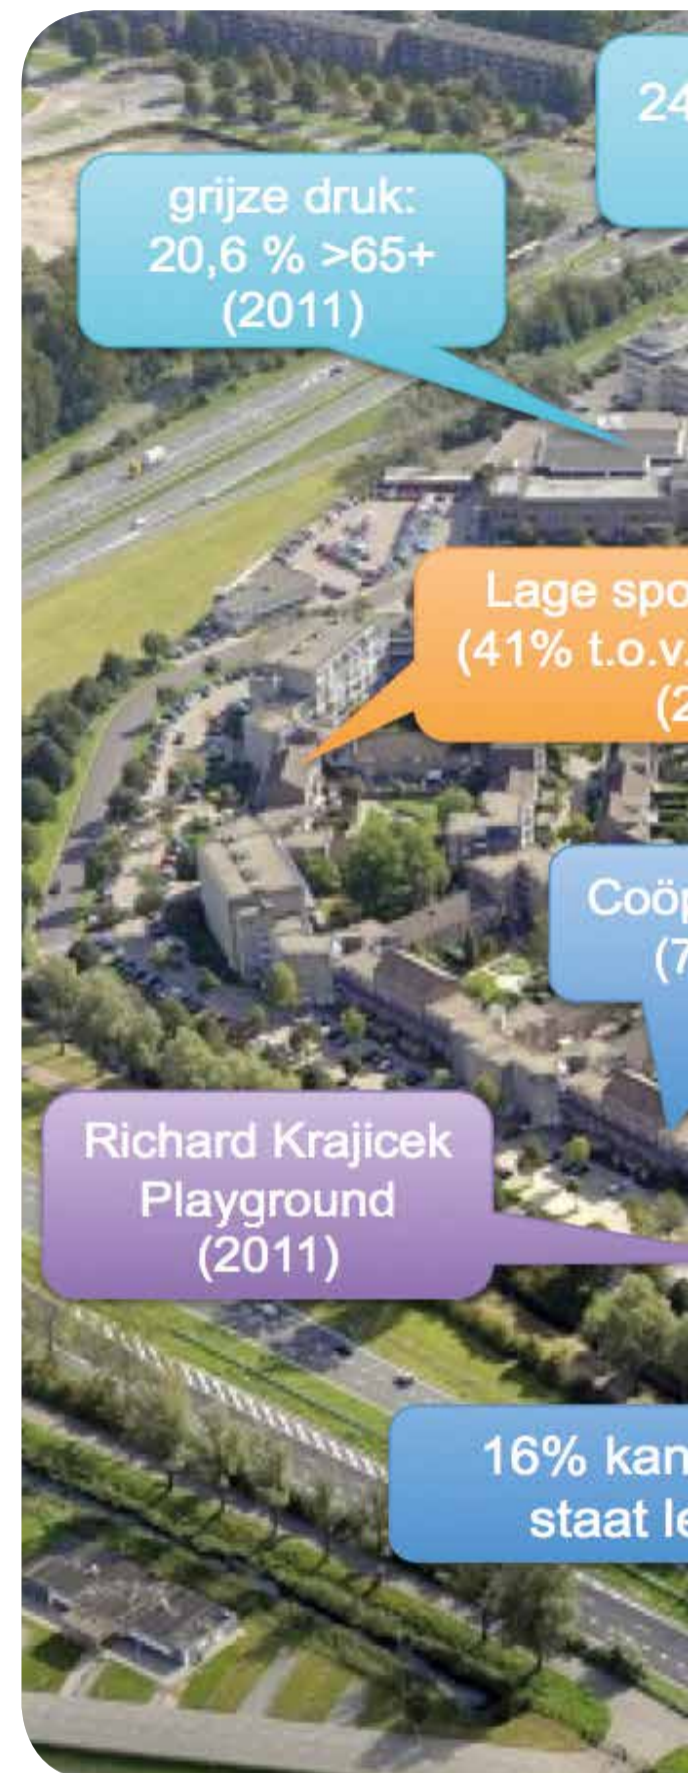 24
grijze druk:
20,6 % >65+
(2011)
Lage spo
(41% t.o.v.
(2
Coöp
(7
Richard Krajicek
Playground
(2011)
16% kan
staat le